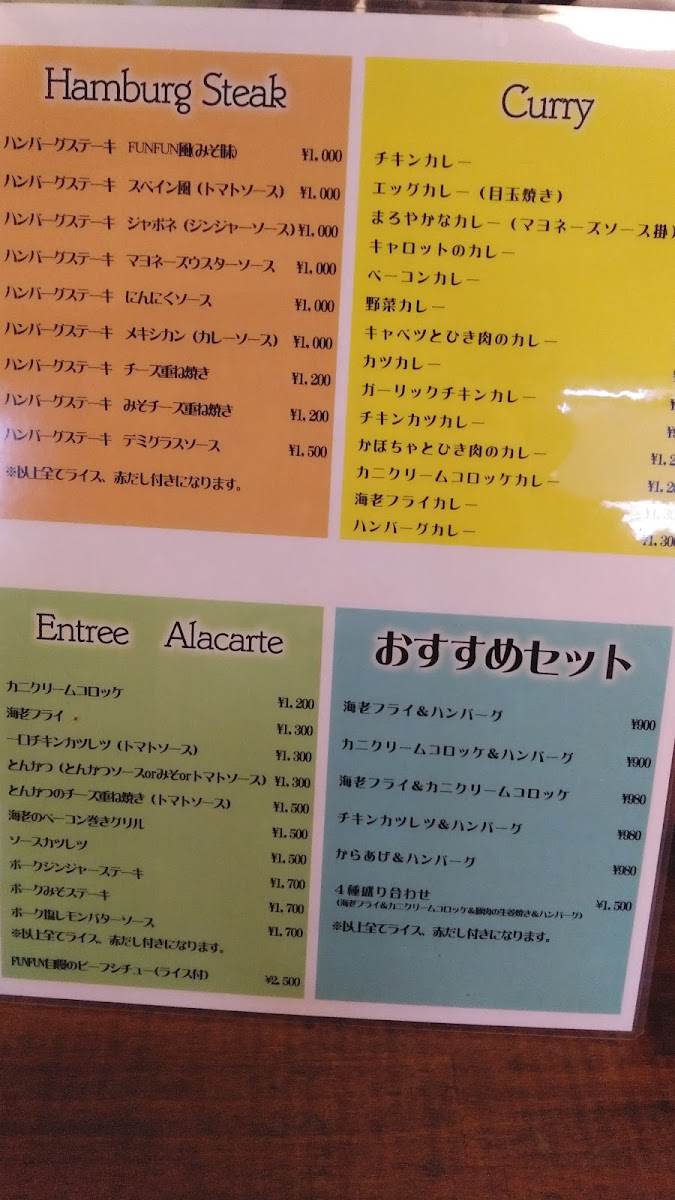 Hamburg Steak
ハンバーグステーキ FUNFUN風(みそ味) ¥1,000
ハンバーグステーキ スペイン風（トマトソース） ¥1,000
ハンバーグステーキ ジャポネ（ジンジャーソース） ¥1,000
ハンバーグステーキ マヨネーズウスターソース ¥1,000
ハンバーグステーキ にんにくソース ¥1,000
ハンバーグステーキ メキシカン（カレーソース） ¥1,000
ハンバーグステーキ チーズ重ね焼き ¥1,200
ハンバーグステーキ みそチーズ重ね焼き ¥1,200
ハンバーグステーキ デミグラスソース ¥1,500
※以上全てライス、赤だし付きになります。
Curry
チキンカレー
エッグカレー（目玉焼き）
まろやかなカレー（マヨネーズソース掛）
キャロットのカレー
ベーコンカレー
野菜カレー
キャベツとひき肉のカレー
カツカレー
ガーリックチキンカレー
チキンカツカレー
かぼちゃとひき肉のカレー
カニクリームコロッケカレー
海老フライカレー
ハンバーグカレー ¥1,300
Entree Alacarte
カニクリームコロッケ ¥1,200
海老フライ ¥1,300
一口チキンカツレツ（トマトソース） ¥1,300
とんかつ（とんかつソースorみそorトマトソース） ¥1,300
とんかつのチーズ重ね焼き（トマトソース） ¥1,500
海老のベーコン巻きグリル ¥1,500
ソースカツレツ ¥1,500
ポークジンジャーステーキ ¥1,700
ポークみそステーキ ¥1,700
ポーク塩レモンバターソース ¥1,700
※以上全てライス、赤だし付きになります。
FUNFUN自慢のビーフシチュー(ライス付) ¥2,500
おすすめセット
海老フライ＆ハンバーグ ¥900
カニクリームコロッケ＆ハンバーグ ¥900
海老フライ＆カニクリームコロッケ ¥980
チキンカツレツ＆ハンバーグ ¥980
からあげ＆ハンバーグ ¥980
４種盛り合わせ ¥1,500
（海老フライ＆カニクリームコロッケ＆豚肉の生姜焼き＆ハンバーグ）
※以上全てライス、赤だし付きになります。